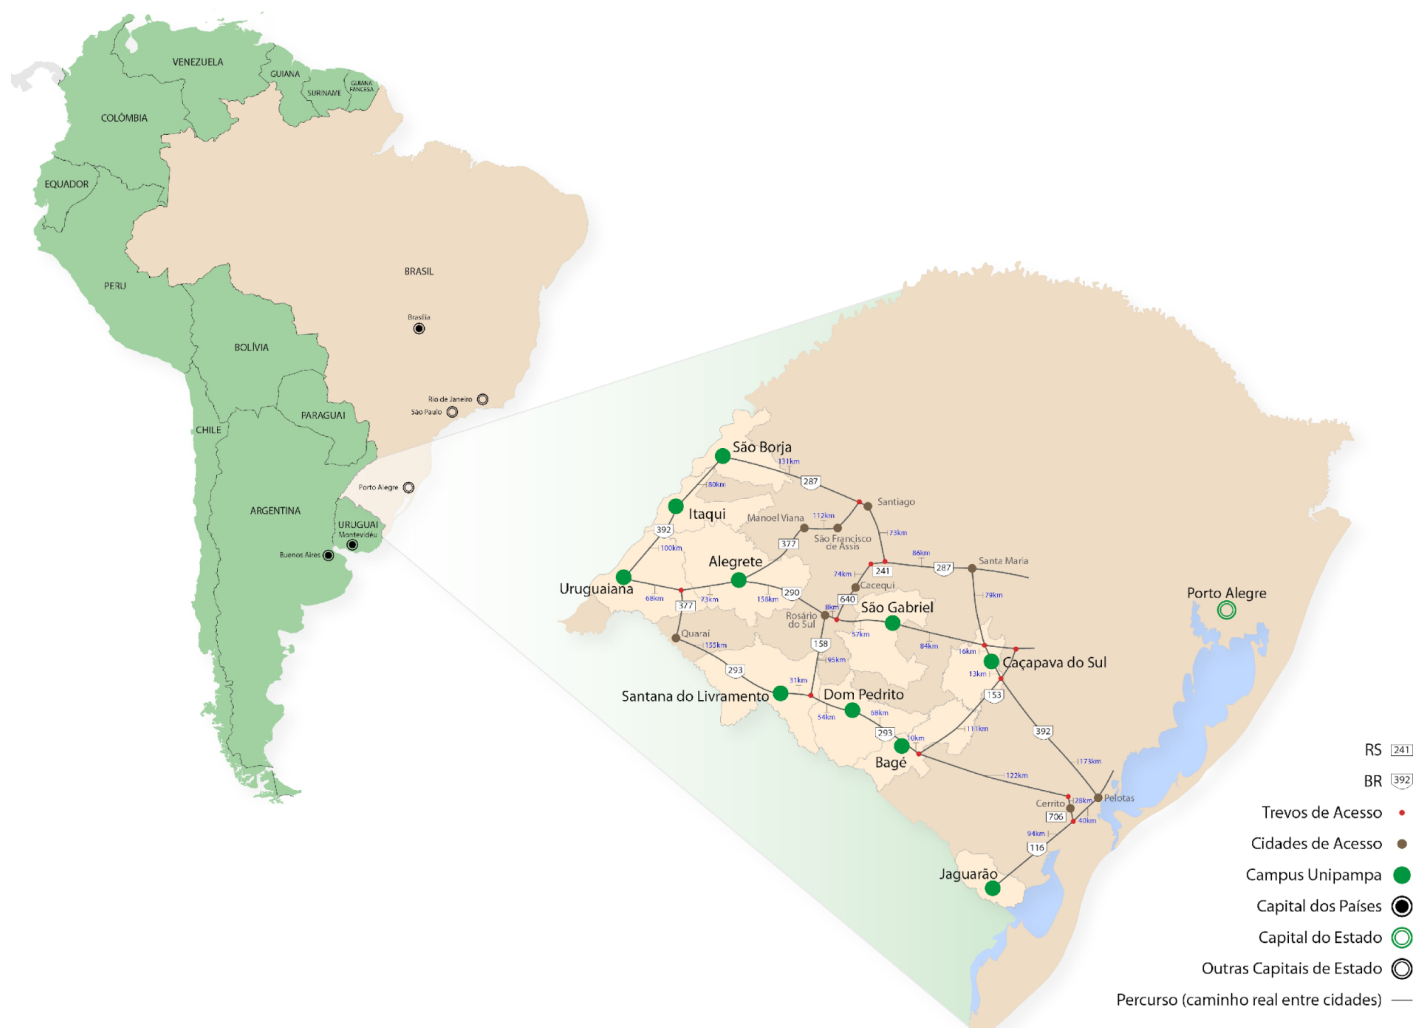 VENEZUELA
GUIANA
SURINAME
GUIANA
FANCESA
COLÔMBIA
EQUADOR
PERU
BRASIL
Brasília
BOLÍVIA
Rio de Janeiro
São Paulo
PARAGUAI
CHILE
Porto Alegre
ARGENTINA
URUGUAI
Montevidéu
Buenos Aires
São Borja
131km
287
80km
Itaqui
392
100km
Santiago
Manoel Viana
112km
São Francisco
de Assis
377
73km
86km
Santa Maria
287
241
74km
Cacequi
640
79km
Alegrete
Uruguaiana
68km
73km
158km
290
377
Rosário
do Sul
8km
São Gabriel
57km
84km
16km
Porto Alegre
Quaraí
155km
158
95km
Caçapava do Sul
13km
153
293
31km
Santana do Livramento
Dom Pedrito
54km
68km
293
10km
Bagé
111km
392
173km
122km
Cerrito
28km
Pelotas
706
40km
94km
116
Jaguarão
RS 241
BR 392
Trevos de Acesso
Cidades de Acesso
Campus Unipampa
Capital dos Países
Capital do Estado
Outras Capitais de Estado
Percurso (caminho real entre cidades)